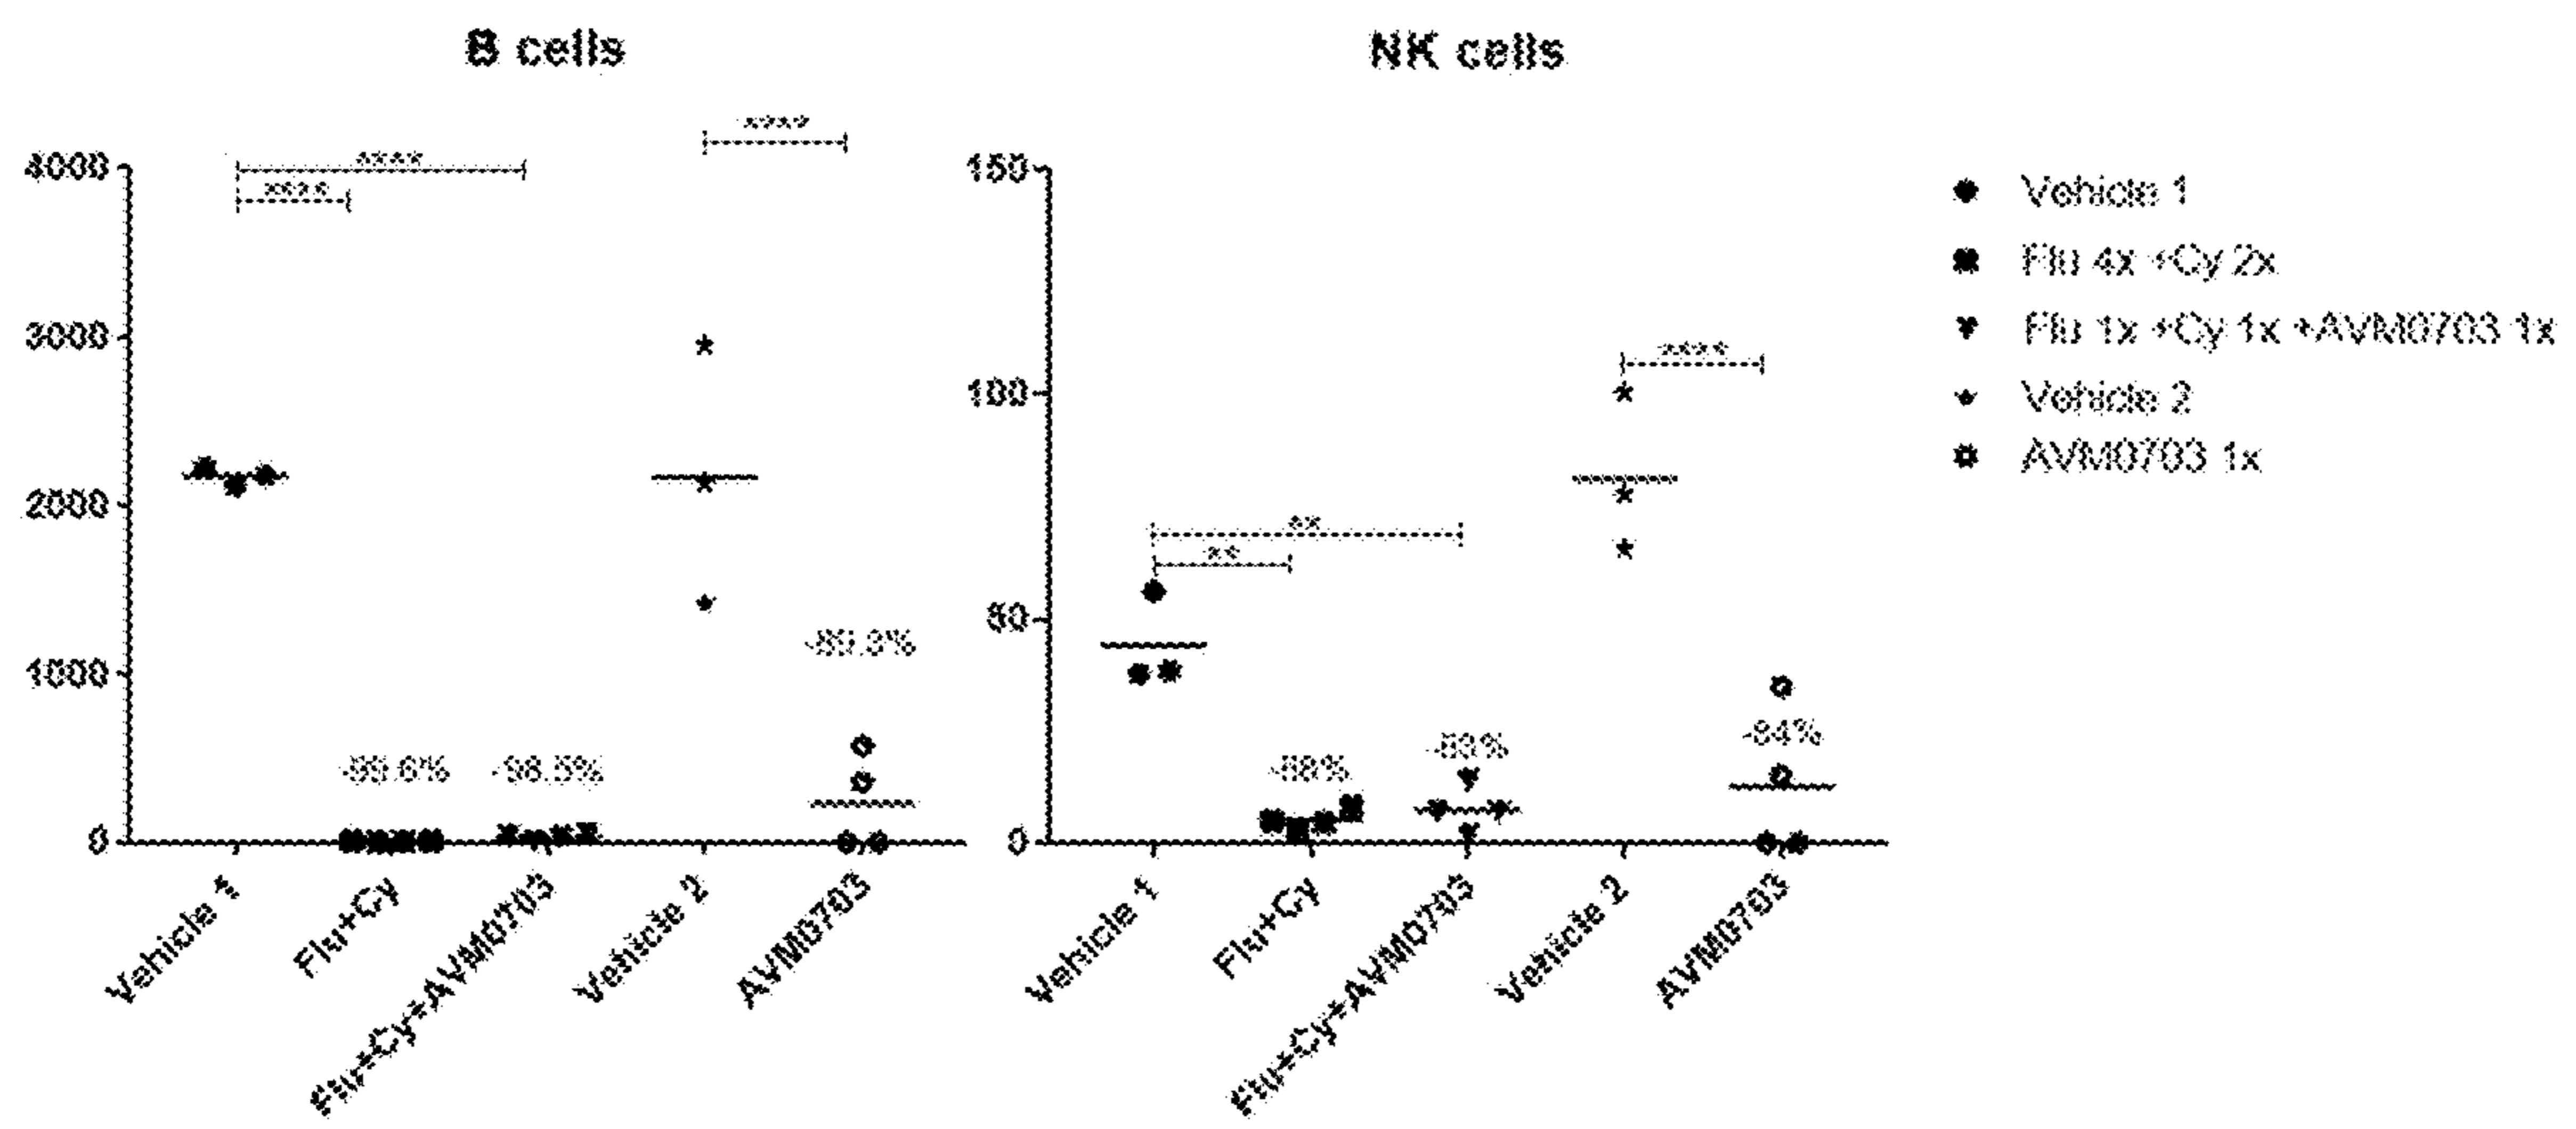 B cells
****
****
****
4000
3000
2000
1000
0
-89.3%
-99.6%
-98.5%
Vehicle 1
Flu+Cy
Flu+Cy+AVM0703
Vehicle 2
AVM0703
NK cells
150
100
50
0
****
**
**
-88%
-83%
-84%
Vehicle 1
Flu+Cy
Flu+Cy+AVM0703
Vehicle 2
AVM0703
Vehicle 1
Flu 4x +Cy 2x
Flu 1x +Cy 1x +AVM0703 1x
Vehicle 2
AVM0703 1x